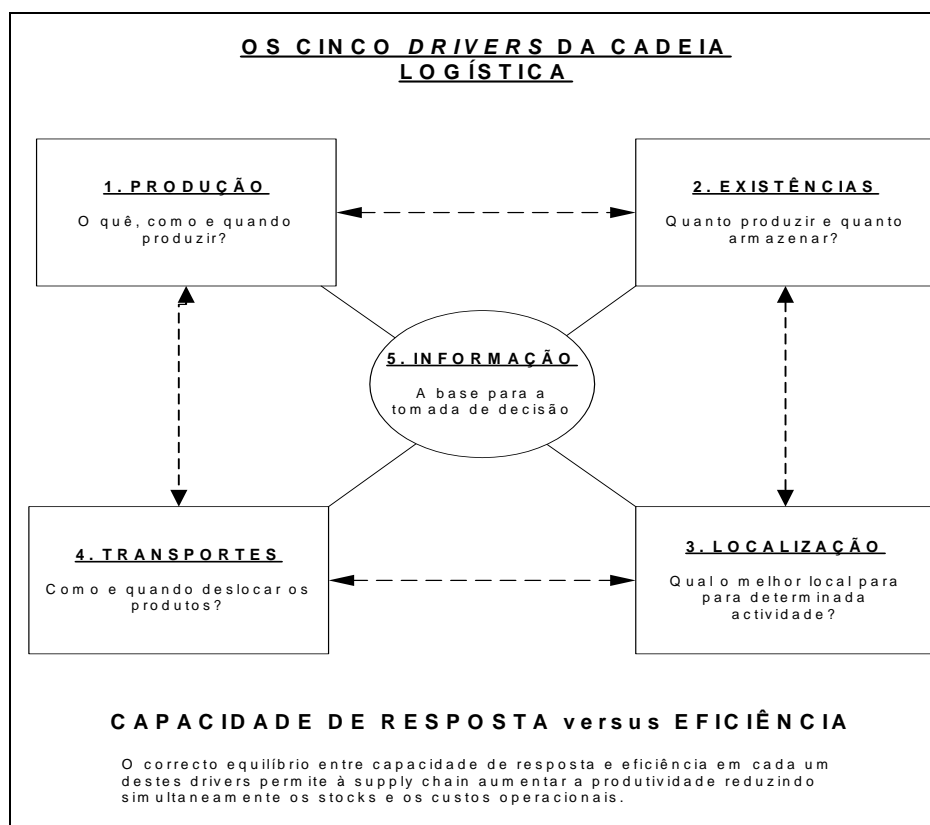 OS CINCO DRIVERS DA CADEIA
LOGÍSTICA
1. PRODUÇÃO
O quê, como e quando
produzir?
2. EXISTÊNCIAS
Quanto produzir e quanto
armazenar?
5. INFORMAÇÃO
A base para a
tomada de decisão
4. TRANSPORTES
Como e quando deslocar os
produtos?
3. LOCALIZAÇÃO
Qual o melhor local para
para determinada
actividade?
CAPACIDADE DE RESPOSTA versus EFICIÊNCIA
O correcto equilíbrio entre capacidade de resposta e eficiência em cada um
destes drivers permite à supply chain aumentar a produtividade reduzindo
simultaneamente os stocks e os custos operacionais.